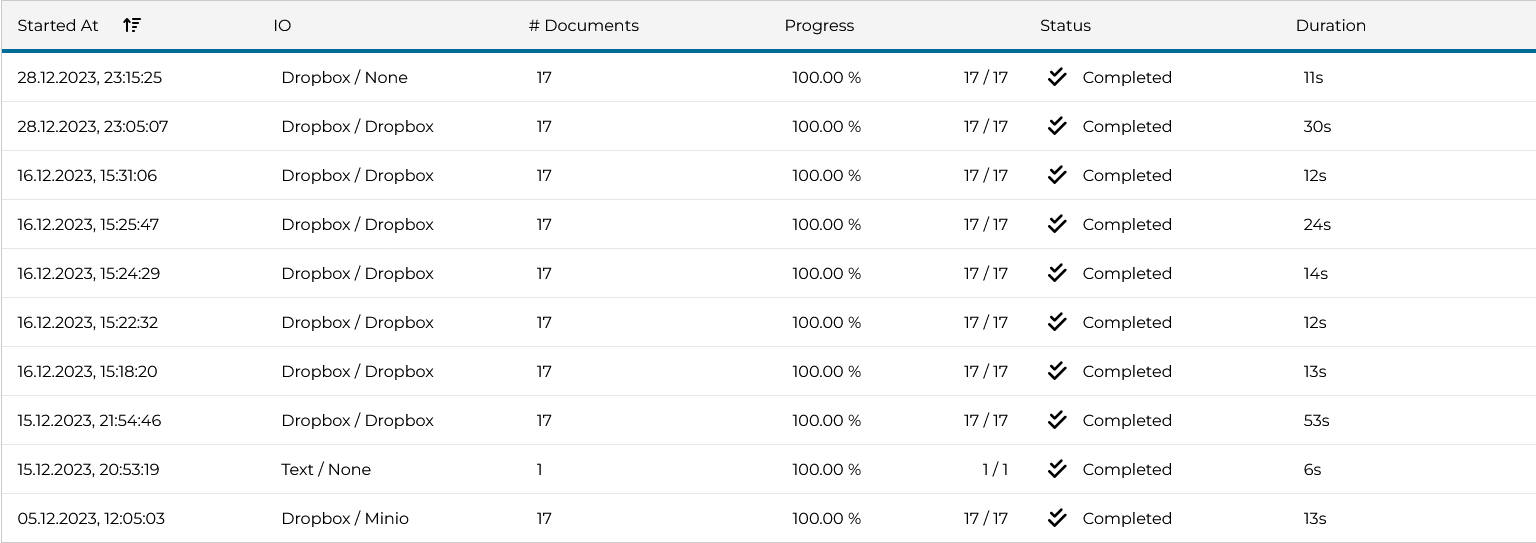 Started At IO # Documents Progress Status Duration
28.12.2023, 23:15:25 Dropbox / None 17 100.00 % 17 / 17 Completed 11s
28.12.2023, 23:05:07 Dropbox / Dropbox 17 100.00 % 17 / 17 Completed 30s
16.12.2023, 15:31:06 Dropbox / Dropbox 17 100.00 % 17 / 17 Completed 12s
16.12.2023, 15:25:47 Dropbox / Dropbox 17 100.00 % 17 / 17 Completed 24s
16.12.2023, 15:24:29 Dropbox / Dropbox 17 100.00 % 17 / 17 Completed 14s
16.12.2023, 15:22:32 Dropbox / Dropbox 17 100.00 % 17 / 17 Completed 12s
16.12.2023, 15:18:20 Dropbox / Dropbox 17 100.00 % 17 / 17 Completed 13s
15.12.2023, 21:54:46 Dropbox / Dropbox 17 100.00 % 17 / 17 Completed 53s
15.12.2023, 20:53:19 Text / None 1 100.00 % 1 / 1 Completed 6s
05.12.2023, 12:05:03 Dropbox / Minio 17 100.00 % 17 / 17 Completed 13s